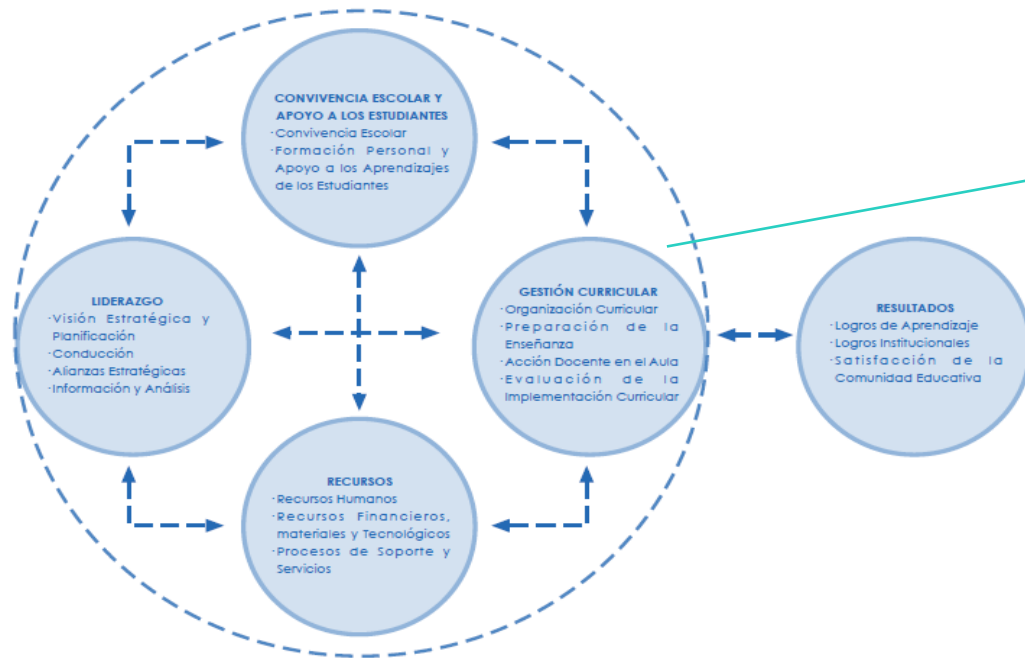 CONVIVENCIA ESCOLAR Y
APOYO A LOS ESTUDIANTES
·Convivencia Escolar
·Formación Personal y
Apoyo a los Aprendizajes
de los Estudiantes
LIDERAZGO
·Visión Estratégica y
Planificación
·Conducción
·Alianzas Estratégicas
·Información y Análisis
GESTIÓN CURRICULAR
·Organización Curricular
·Preparación de la
Enseñanza
·Acción Docente en el Aula
·Evaluación de la
Implementación Curricular
RESULTADOS
·Logros de Aprendizaje
·Logros Institucionales
·Satisfacción de la
Comunidad Educativa
RECURSOS
·Recursos Humanos
·Recursos Financieros,
materiales y Tecnológicos
·Procesos de Soporte y
Servicios